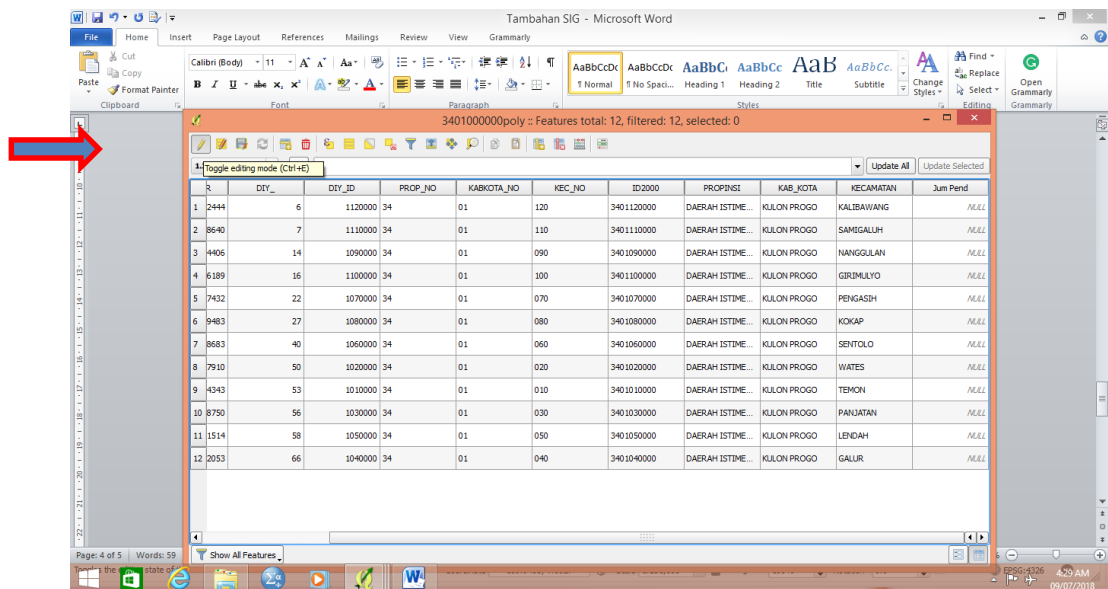 Tambahan SIG - Microsoft Word
File Home Insert Page Layout References Mailings Review View Grammarly
Cut
Copy
Format Painter
Paste
Clipboard
Calibri (Body) 11
Font
Paragraph
AaBbCcDc AaBbCcDc AaBbC AaBbCc AaB AaBbCc.
¶ Normal ¶ No Spaci... Heading 1 Heading 2 Title Subtitle
Change Styles
Styles
Find
Replace
Select
Editing
Open Grammarly
Grammarly
3401000000poly :: Features total: 12, filtered: 12, selected: 0
Toggle editing mode (Ctrl+E)
Update All Update Selected
R DIY_ DIY_ID PROP_NO KABKOTA_NO KEC_NO ID2000 PROPINSI KAB_KOTA KECAMATAN Jum Pend
1 2444 6 1120000 34 01 120 3401120000 DAERAH ISTIME... KULON PROGO KALIBAWANG NULL
2 8640 7 1110000 34 01 110 3401110000 DAERAH ISTIME... KULON PROGO SAMIGALUH NULL
3 4406 14 1090000 34 01 090 3401090000 DAERAH ISTIME... KULON PROGO NANGGULAN NULL
4 6189 16 1100000 34 01 100 3401100000 DAERAH ISTIME... KULON PROGO GIRIMULYO NULL
5 7432 22 1070000 34 01 070 3401070000 DAERAH ISTIME... KULON PROGO PENGASIH NULL
6 9483 27 1080000 34 01 080 3401080000 DAERAH ISTIME... KULON PROGO KOKAP NULL
7 8683 40 1060000 34 01 060 3401060000 DAERAH ISTIME... KULON PROGO SENTOLO NULL
8 7910 50 1020000 34 01 020 3401020000 DAERAH ISTIME... KULON PROGO WATES NULL
9 4343 53 1010000 34 01 010 3401010000 DAERAH ISTIME... KULON PROGO TEMON NULL
10 8750 56 1030000 34 01 030 3401030000 DAERAH ISTIME... KULON PROGO PANJATAN NULL
11 1514 58 1050000 34 01 050 3401050000 DAERAH ISTIME... KULON PROGO LENDAH NULL
12 2053 66 1040000 34 01 040 3401040000 DAERAH ISTIME... KULON PROGO GALUR NULL
Show All Features
Page: 4 of 5 Words: 59
EPSG:4326
4:29 AM
09/07/2018